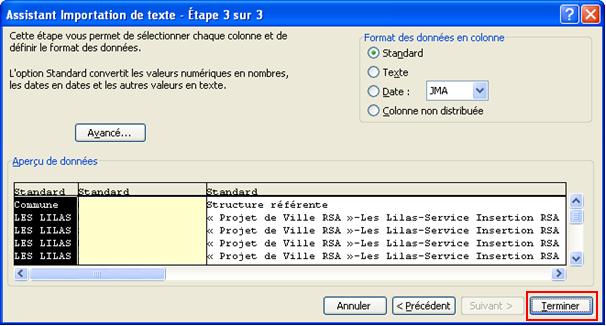 Assistant Importation de texte - Étape 3 sur 3
Cette étape vous permet de sélectionner chaque colonne et de
définir le format des données.
L'option Standard convertit les valeurs numériques en nombres,
les dates en dates et les autres valeurs en texte.
Avancé...
Format des données en colonne
Standard
Texte
Date : JMA
Colonne non distribuée
Aperçu de données
Standard Standard Standard
Commune Structure référente
LES LILAS « Projet de Ville RSA »-Les Lilas-Service Insertion RSA
LES LILAS « Projet de Ville RSA »-Les Lilas-Service Insertion RSA
LES LILAS « Projet de Ville RSA »-Les Lilas-Service Insertion RSA
LES LILAS « Projet de Ville RSA »-Les Lilas-Service Insertion RSA
Annuler < Précédent Suivant > Terminer